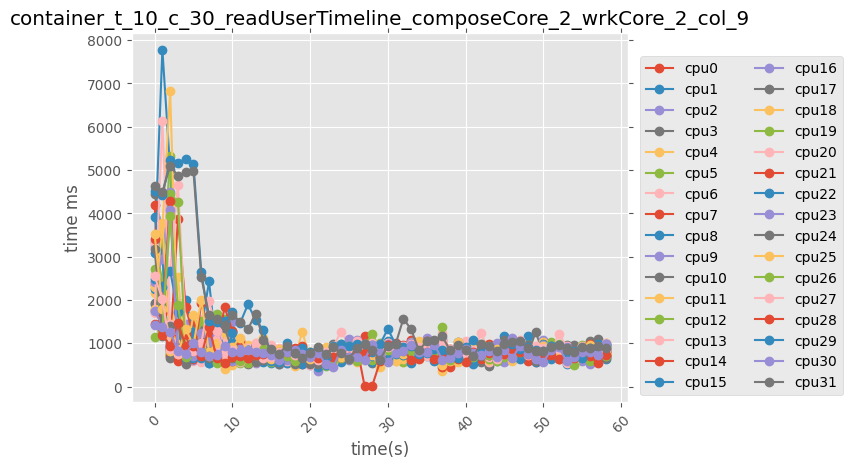 container_t_10_c_30_readUserTimeline_composeCore_2_wrkCore_2_col_9
time ms
8000
7000
6000
5000
4000
3000
2000
1000
0
0
10
20
30
40
50
60
time(s)
cpu0
cpu1
cpu2
cpu3
cpu4
cpu5
cpu6
cpu7
cpu8
cpu9
cpu10
cpu11
cpu12
cpu13
cpu14
cpu15
cpu16
cpu17
cpu18
cpu19
cpu20
cpu21
cpu22
cpu23
cpu24
cpu25
cpu26
cpu27
cpu28
cpu29
cpu30
cpu31